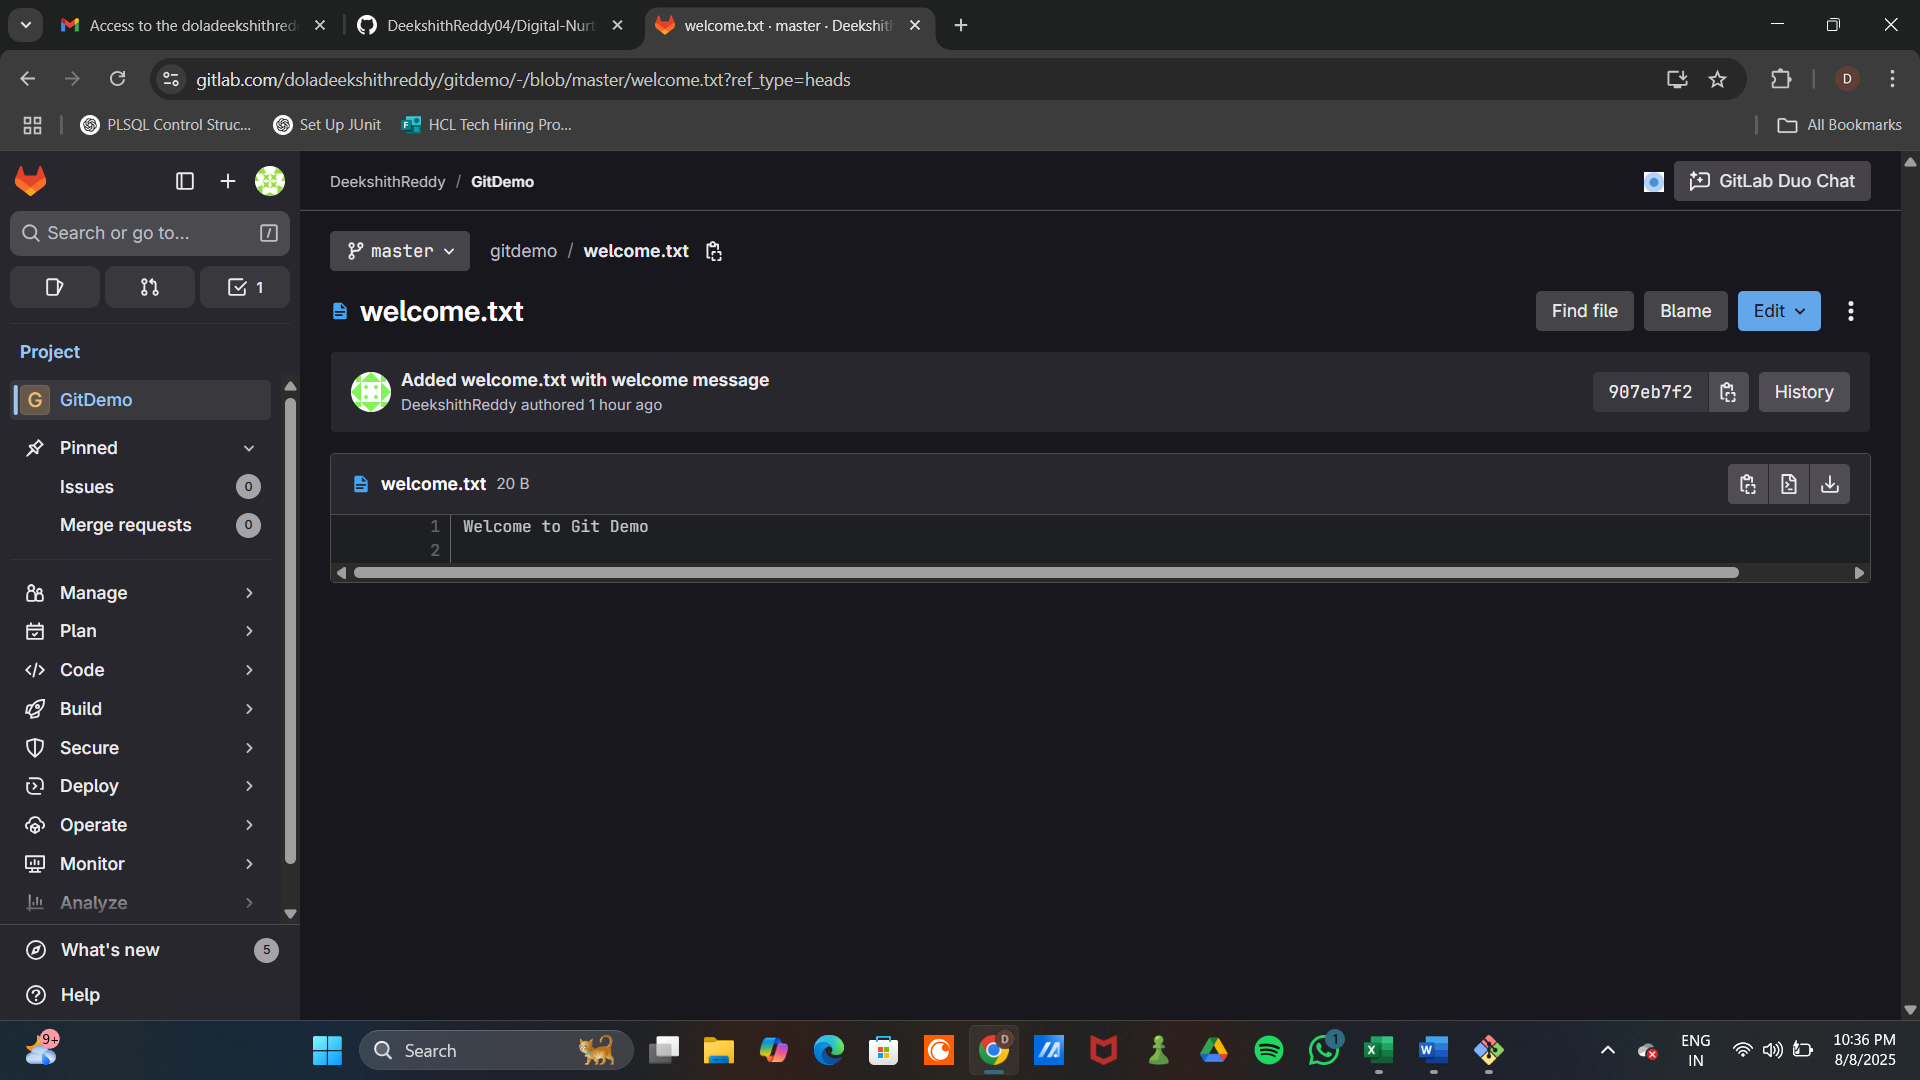 Access to the doladeekshithred
DeekshithReddy04/Digital-Nurt
welcome.txt · master · Deekshith
gitlab.com/doladeekshithreddy/gitdemo/-/blob/master/welcome.txt?ref_type=heads
D
PLSQL Control Struc...
Set Up JUnit
HCL Tech Hiring Pro...
All Bookmarks
DeekshithReddy / GitDemo
GitLab Duo Chat
Search or go to...
/
master
gitdemo / welcome.txt
1
welcome.txt
Find file
Blame
Edit
Project
Added welcome.txt with welcome message
DeekshithReddy authored 1 hour ago
907eb7f2
History
G GitDemo
Pinned
Issues 0
Merge requests 0
welcome.txt 20 B
1 Welcome to Git Demo
2
Manage
Plan
Code
Build
Secure
Deploy
Operate
Monitor
Analyze
What's new 5
Help
9+
Search
D
1
X
W
ENG
IN
10:36 PM
8/8/2025